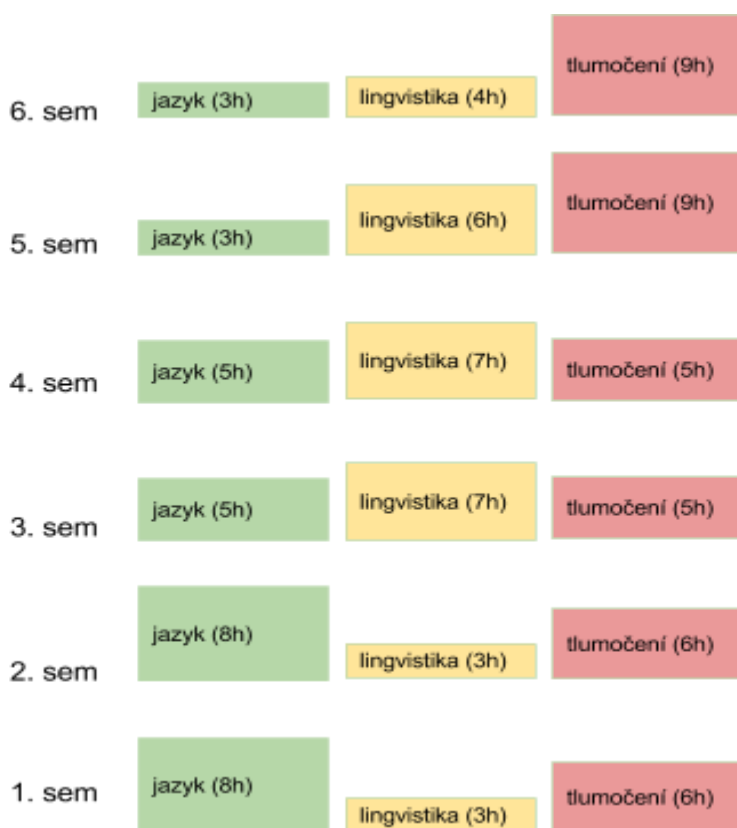 6. sem jazyk (3h) lingvistika (4h) tlumočení (9h)
5. sem jazyk (3h) lingvistika (6h) tlumočení (9h)
4. sem jazyk (5h) lingvistika (7h) tlumočení (5h)
3. sem jazyk (5h) lingvistika (7h) tlumočení (5h)
2. sem jazyk (8h) lingvistika (3h) tlumočení (6h)
1. sem jazyk (8h) lingvistika (3h) tlumočení (6h)